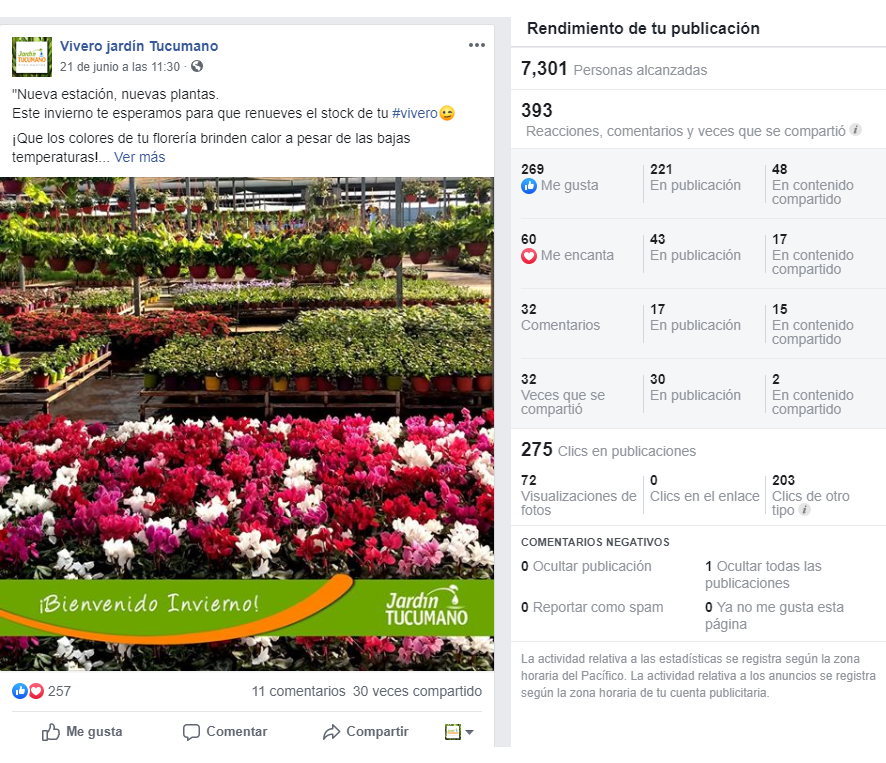 Vivero jardín Tucumano
21 de junio a las 11:30 ·
"Nueva estación, nuevas plantas.
Este invierno te esperamos para que renueves el stock de tu #vivero😉
¡Que los colores de tu florería brinden calor a pesar de las bajas
temperaturas!... Ver más
¡Bienvenido Invierno!
Jardín
TUCUMANO
257
11 comentarios 30 veces compartido
Me gusta
Comentar
Compartir
Rendimiento de tu publicación
7,301 Personas alcanzadas
393
Reacciones, comentarios y veces que se compartió
269
Me gusta
221
En publicación
48
En contenido
compartido
60
Me encanta
43
En publicación
17
En contenido
compartido
32
Comentarios
17
En publicación
15
En contenido
compartido
32
Veces que se
compartió
30
En publicación
2
En contenido
compartido
275 Clics en publicaciones
72
Visualizaciones de
fotos
0
Clics en el enlace
203
Clics de otro
tipo
COMENTARIOS NEGATIVOS
0 Ocultar publicación
1 Ocultar todas las
publicaciones
0 Reportar como spam
0 Ya no me gusta esta
página
La actividad relativa a las estadísticas se registra según la zona
horaria del Pacífico. La actividad relativa a los anuncios se registra
según la zona horaria de tu cuenta publicitaria.